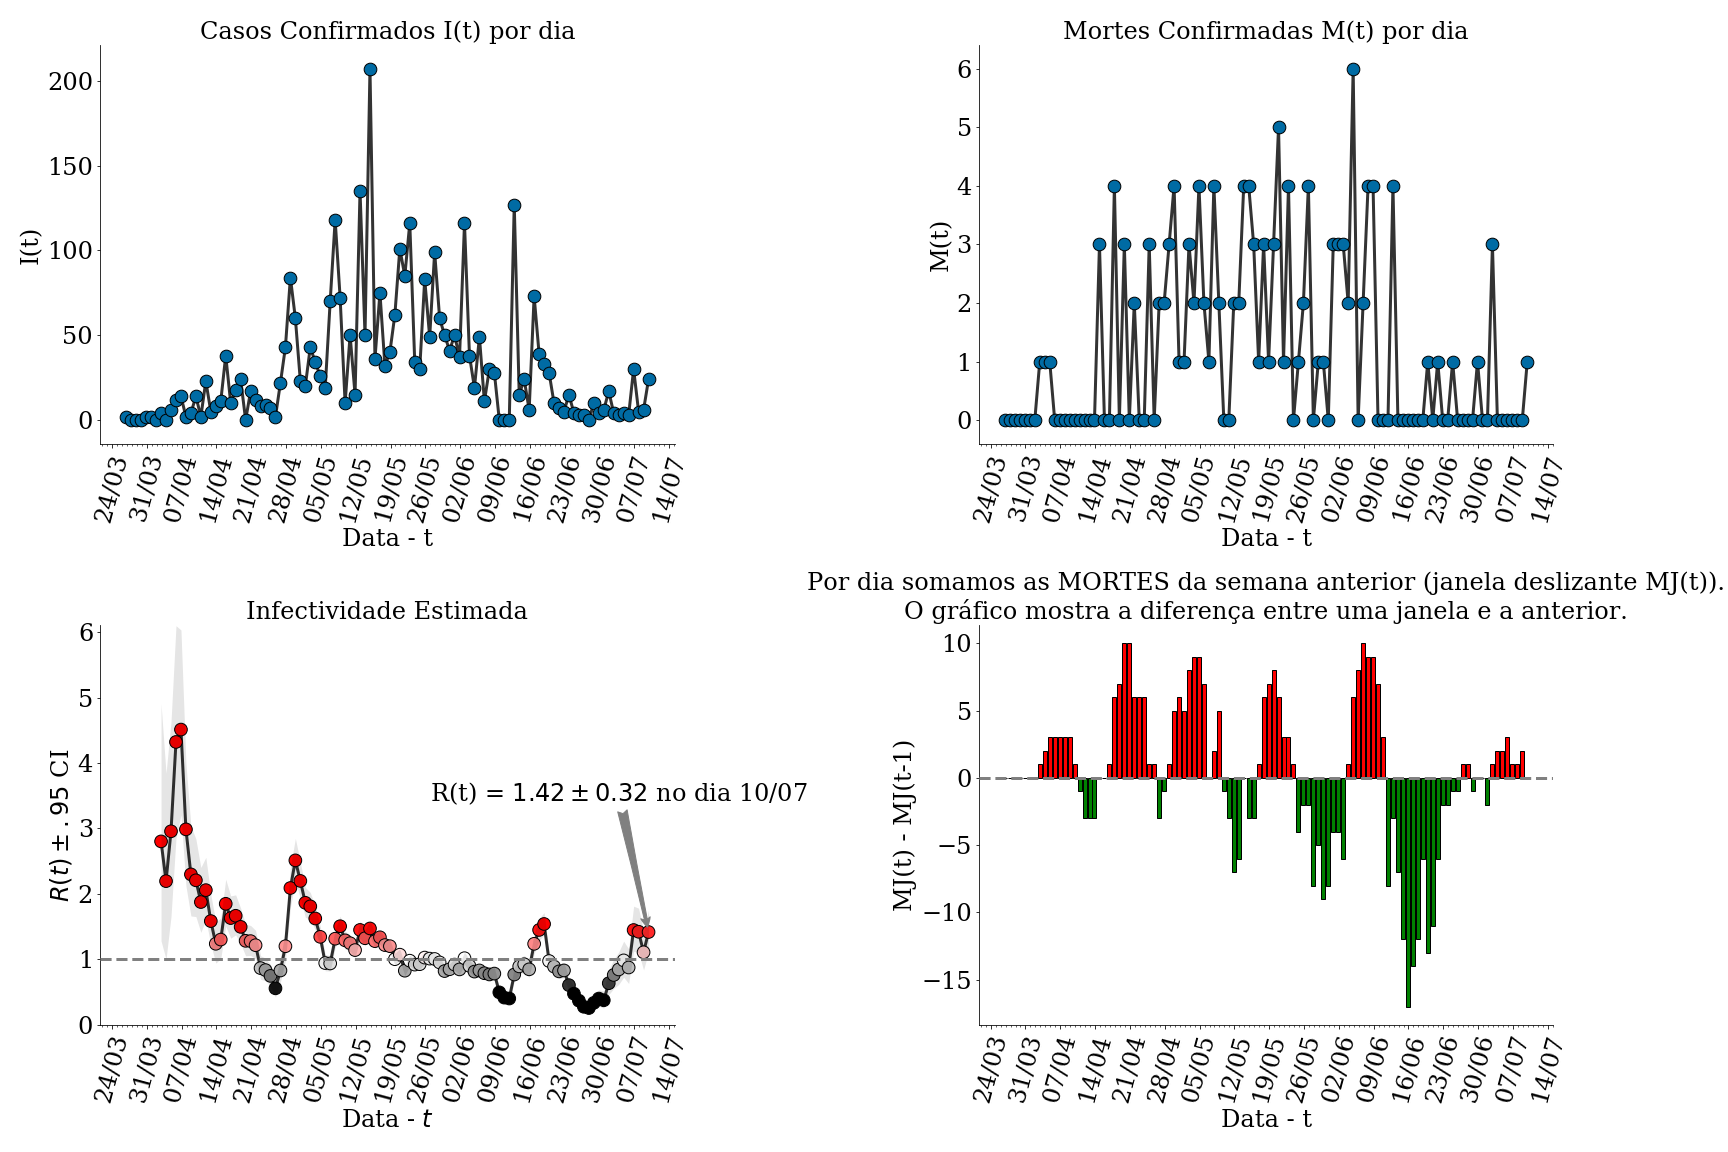 Casos Confirmados I(t) por dia
200
150
100
50
0
I(t)
24/03 31/03 07/04 14/04 21/04 28/04 05/05 12/05 19/05 26/05 02/06 09/06 16/06 23/06 30/06 07/07 14/07
Data - t
Mortes Confirmadas M(t) por dia
6
5
4
3
2
1
0
M(t)
24/03 31/03 07/04 14/04 21/04 28/04 05/05 12/05 19/05 26/05 02/06 09/06 16/06 23/06 30/06 07/07 14/07
Data - t
Infectividade Estimada
6
5
4
3
2
1
0
R(t) ± .95 CI
R(t) = 1.42 ± 0.32 no dia 10/07
24/03 31/03 07/04 14/04 21/04 28/04 05/05 12/05 19/05 26/05 02/06 09/06 16/06 23/06 30/06 07/07 14/07
Data - t
Por dia somamos as MORTES da semana anterior (janela deslizante MJ(t)).
O gráfico mostra a diferença entre uma janela e a anterior.
10
5
0
−5
−10
−15
MJ(t) - MJ(t-1)
24/03 31/03 07/04 14/04 21/04 28/04 05/05 12/05 19/05 26/05 02/06 09/06 16/06 23/06 30/06 07/07 14/07
Data - t